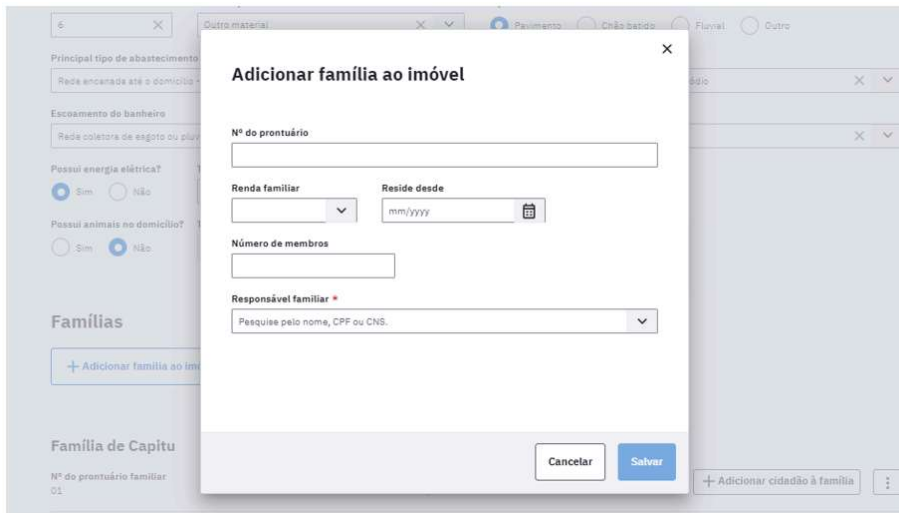 6
Outro material
Pavimento Chão batido Fluvial Outro
Principal tipo de abastecimento
Rede encanada até o domicílio -
Escoamento do banheiro
Rede coletora de esgoto ou pluv
Possui energia elétrica?
Sim Não
Possui animais no domicílio?
Sim Não
Famílias
+ Adicionar família ao imó
Família de Capitu
Nº do prontuário familiar
01
+ Adicionar cidadão à família
Adicionar família ao imóvel
Nº do prontuário
Renda familiar Reside desde
mm/yyyy
Número de membros
Responsável familiar *
Pesquise pelo nome, CPF ou CNS.
Cancelar Salvar